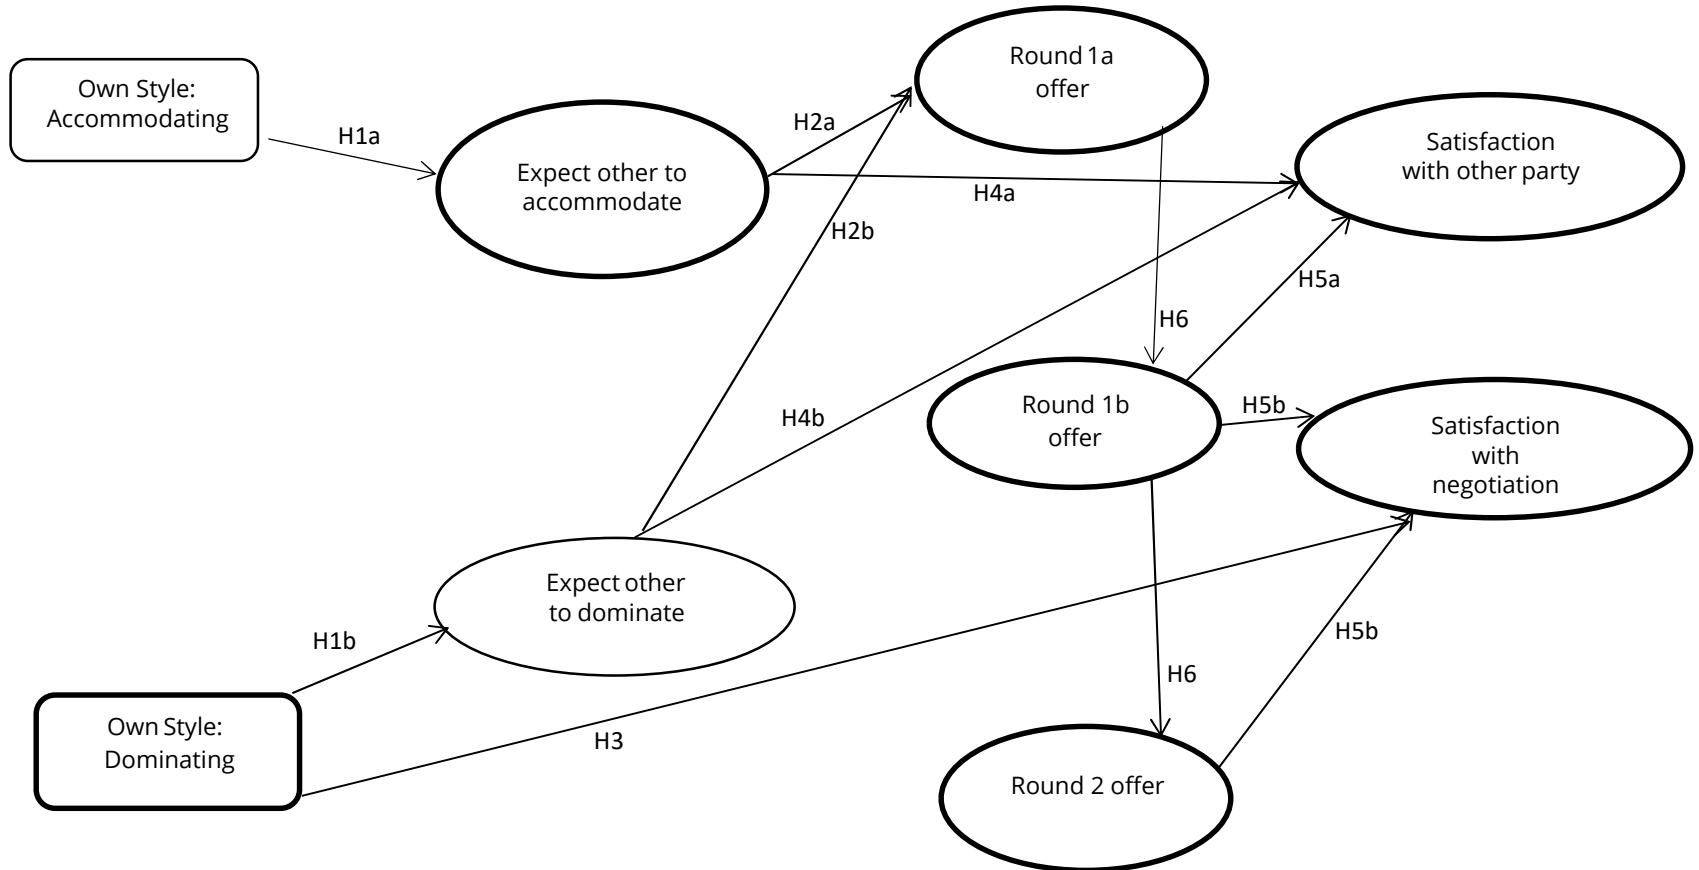 Round 1a
offer
Own Style:
Accommodating
H1a
H2a
Satisfaction
with other party
Expect other to
accommodate
H4a
H2b
H5a
H6
Round 1b
offer
H5b
H4b
Satisfaction
with
negotiation
Expect other
to dominate
H1b
H5b
H6
Own Style:
Dominating
H3
Round 2 offer